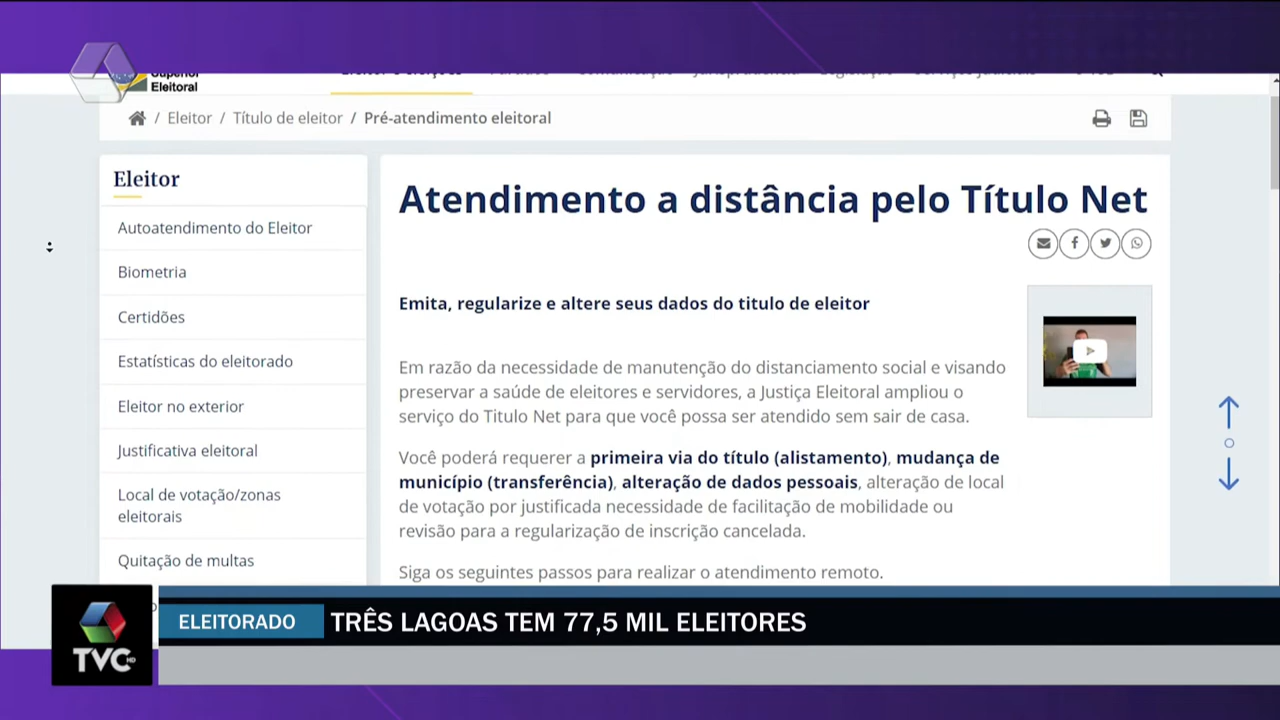 Superior
Eleitoral
/ Eleitor / Título de eleitor / Pré-atendimento eleitoral
Eleitor
Autoatendimento do Eleitor
Biometria
Certidões
Estatísticas do eleitorado
Eleitor no exterior
Justificativa eleitoral
Local de votação/zonas
eleitorais
Quitação de multas
Atendimento a distância pelo Título Net
Emita, regularize e altere seus dados do titulo de eleitor
Em razão da necessidade de manutenção do distanciamento social e visando
preservar a saúde de eleitores e servidores, a Justiça Eleitoral ampliou o
serviço do Titulo Net para que você possa ser atendido sem sair de casa.
Você poderá requerer a primeira via do título (alistamento), mudança de
município (transferência), alteração de dados pessoais, alteração de local
de votação por justificada necessidade de facilitação de mobilidade ou
revisão para a regularização de inscrição cancelada.
Siga os seguintes passos para realizar o atendimento remoto.
ELEITORADO
TRÊS LAGOAS TEM 77,5 MIL ELEITORES
TVC HD